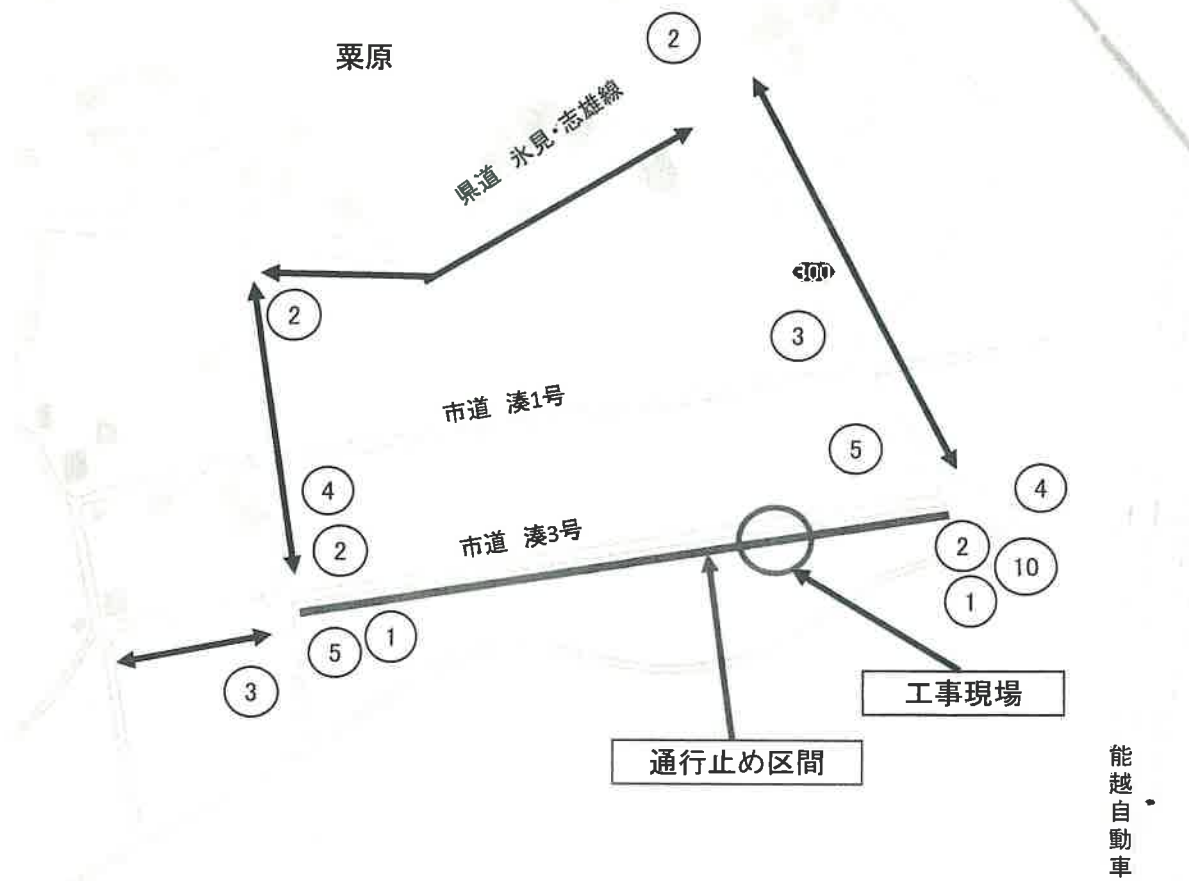 ②
粟原
県道 氷見・志雄線
300
②
③
市道 湊1号
⑤
④
④
②
市道 湊3号
②
⑩
①
①
⑤
③
工事現場
通行止め区間
能越自動車